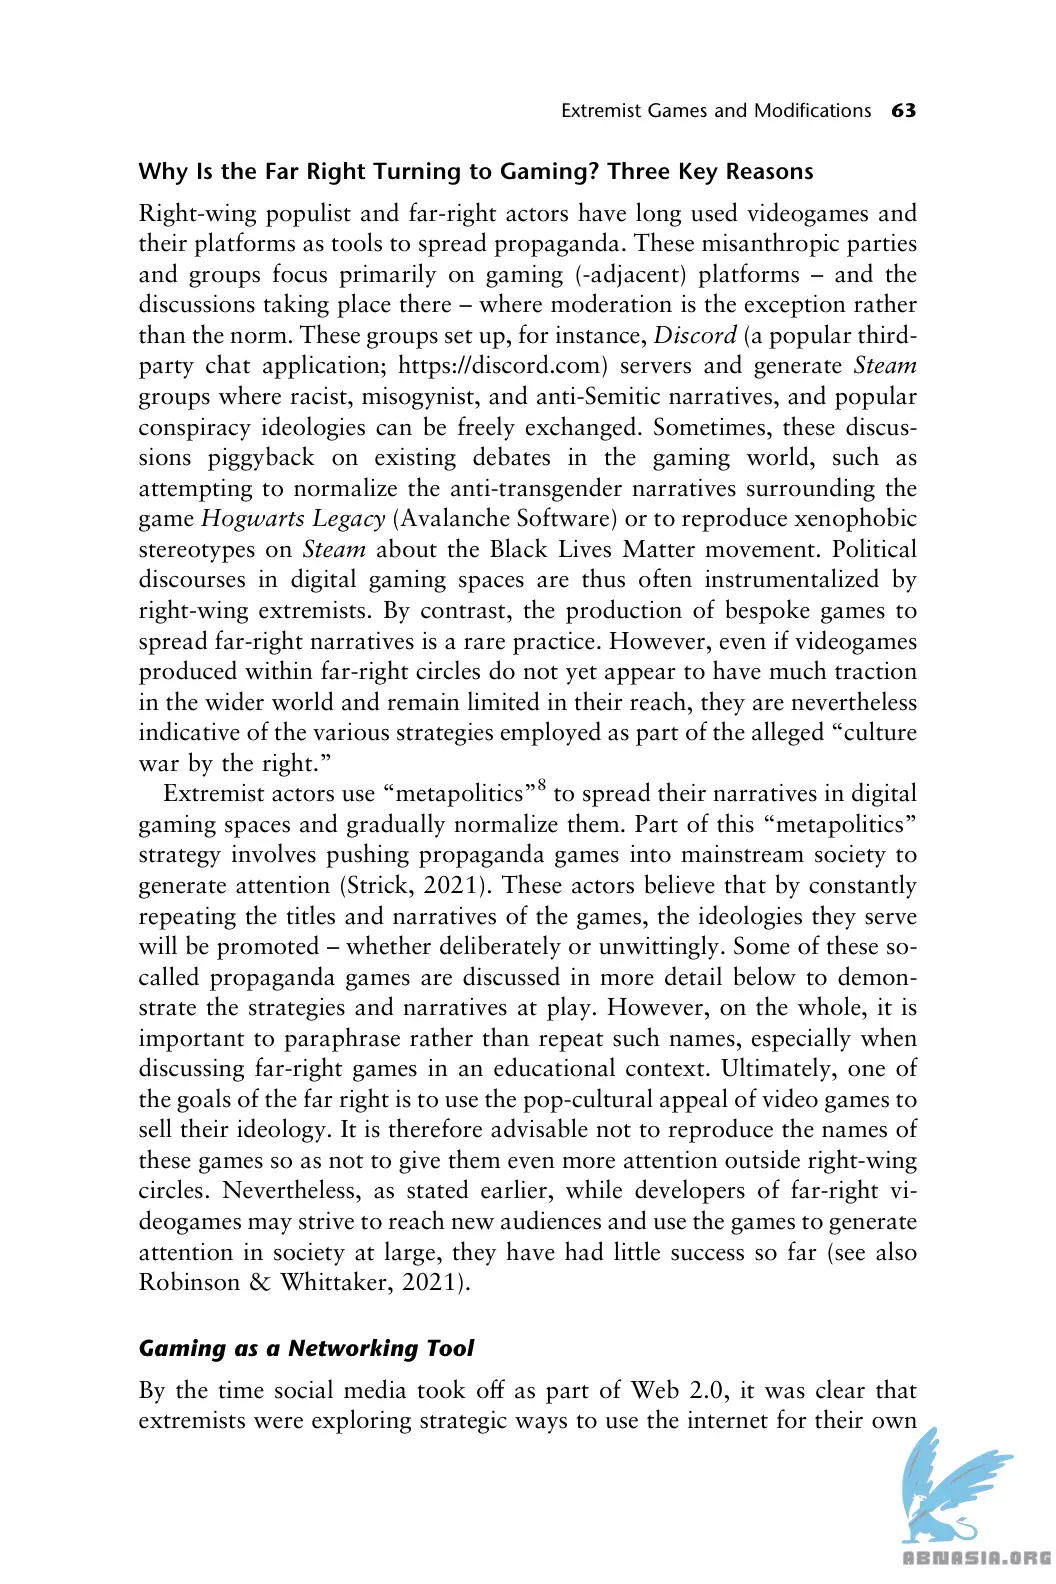 Extremist Games and Modifications 63
Why Is the Far Right Turning to Gaming? Three Key Reasons
Right-wing populist and far-right actors have long used videogames and
their platforms as tools to spread propaganda. These misanthropic parties
and groups focus primarily on gaming (-adjacent) platforms – and the
discussions taking place there – where moderation is the exception rather
than the norm. These groups set up, for instance, Discord (a popular third-
party chat application; https://discord.com) servers and generate Steam
groups where racist, misogynist, and anti-Semitic narratives, and popular
conspiracy ideologies can be freely exchanged. Sometimes, these discus-
sions piggyback on existing debates in the gaming world, such as
attempting to normalize the anti-transgender narratives surrounding the
game Hogwarts Legacy (Avalanche Software) or to reproduce xenophobic
stereotypes on Steam about the Black Lives Matter movement. Political
discourses in digital gaming spaces are thus often instrumentalized by
right-wing extremists. By contrast, the production of bespoke games to
spread far-right narratives is a rare practice. However, even if videogames
produced within far-right circles do not yet appear to have much traction
in the wider world and remain limited in their reach, they are nevertheless
indicative of the various strategies employed as part of the alleged “culture
war by the right.”
Extremist actors use “metapolitics”8 to spread their narratives in digital
gaming spaces and gradually normalize them. Part of this “metapolitics”
strategy involves pushing propaganda games into mainstream society to
generate attention (Strick, 2021). These actors believe that by constantly
repeating the titles and narratives of the games, the ideologies they serve
will be promoted – whether deliberately or unwittingly. Some of these so-
called propaganda games are discussed in more detail below to demon-
strate the strategies and narratives at play. However, on the whole, it is
important to paraphrase rather than repeat such names, especially when
discussing far-right games in an educational context. Ultimately, one of
the goals of the far right is to use the pop-cultural appeal of video games to
sell their ideology. It is therefore advisable not to reproduce the names of
these games so as not to give them even more attention outside right-wing
circles. Nevertheless, as stated earlier, while developers of far-right vi-
deogames may strive to reach new audiences and use the games to generate
attention in society at large, they have had little success so far (see also
Robinson & Whittaker, 2021).
Gaming as a Networking Tool
By the time social media took off as part of Web 2.0, it was clear that
extremists were exploring strategic ways to use the internet for their own
ABNASIA.ORG